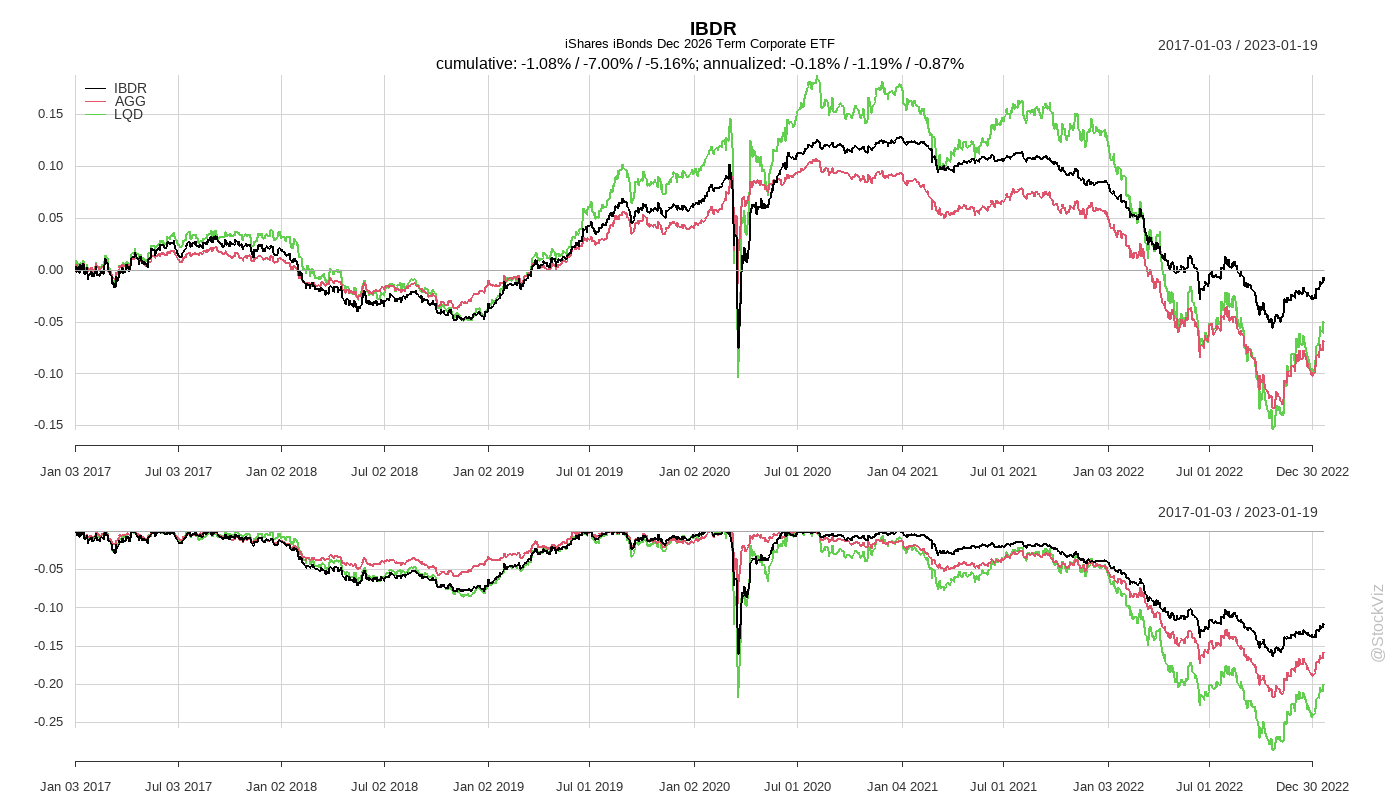 IBDR
iShares iBonds Dec 2026 Term Corporate ETF
2017-01-03 / 2023-01-19
cumulative: -1.08% / -7.00% / -5.16%; annualized: -0.18% / -1.19% / -0.87%
IBDR
AGG
LQD
0.15
0.10
0.05
0.00
-0.05
-0.10
-0.15
Jan 03 2017 Jul 03 2017 Jan 02 2018 Jul 02 2018 Jan 02 2019 Jul 01 2019 Jan 02 2020 Jul 01 2020 Jan 04 2021 Jul 01 2021 Jan 03 2022 Jul 01 2022 Dec 30 2022
2017-01-03 / 2023-01-19
-0.05
-0.10
-0.15
-0.20
-0.25
Jan 03 2017 Jul 03 2017 Jan 02 2018 Jul 02 2018 Jan 02 2019 Jul 01 2019 Jan 02 2020 Jul 01 2020 Jan 04 2021 Jul 01 2021 Jan 03 2022 Jul 01 2022 Dec 30 2022
@StockViz